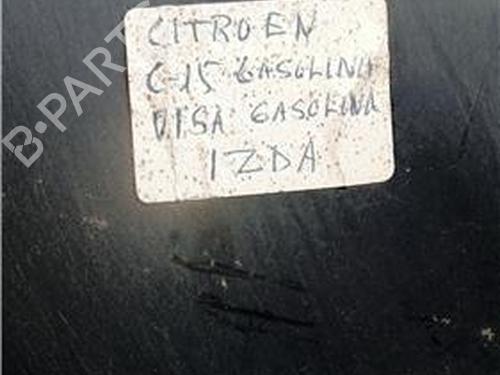 CITROEN
C-15 GASOLINA
VISA GASOLINA
IZDA
B-PARTS